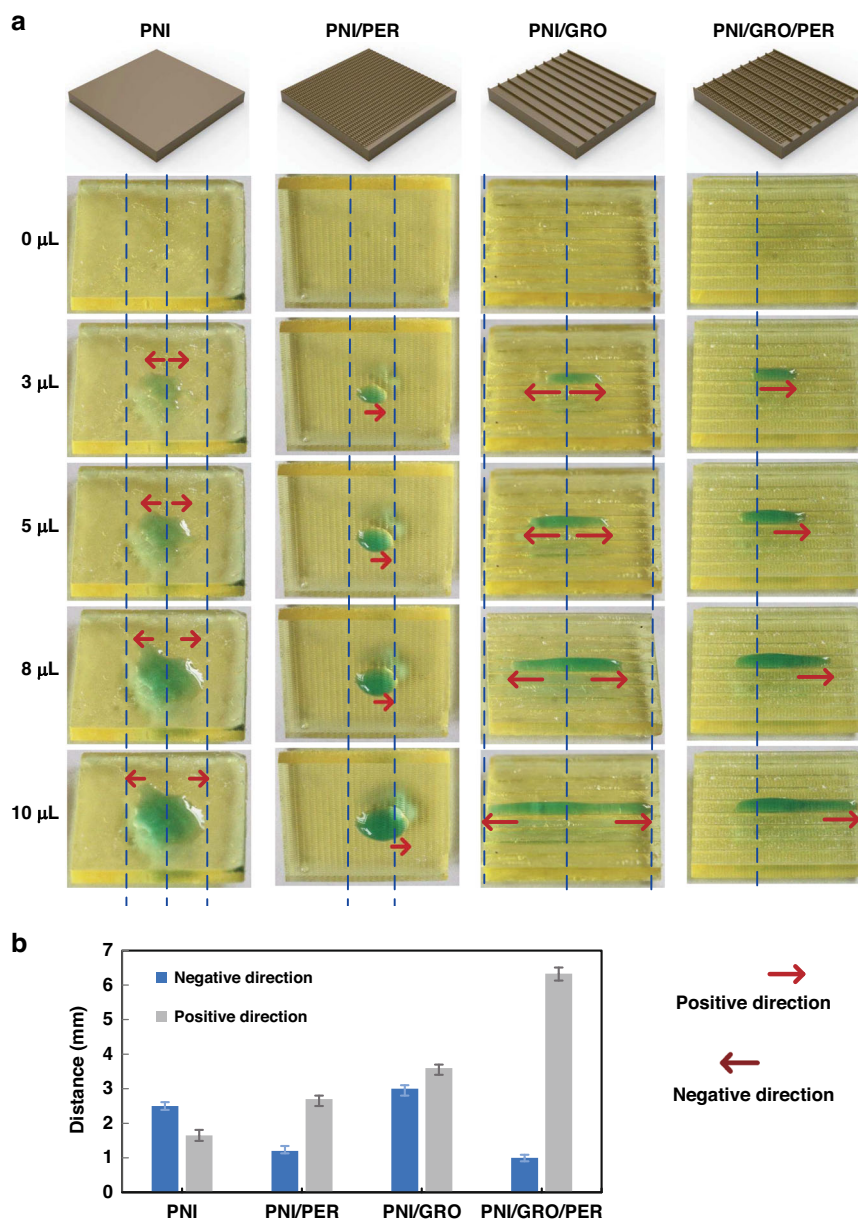 a
PNI PNI/PER PNI/GRO PNI/GRO/PER
0 μL
3 μL
5 μL
8 μL
10 μL
b
7
6
5
4
3
2
1
0
Distance (mm)
Negative direction
Positive direction
PNI PNI/PER PNI/GRO PNI/GRO/PER
Positive direction
Negative direction